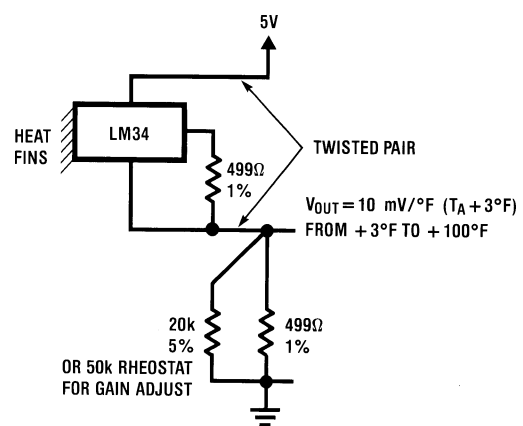 5V
LM34
HEAT
FINS
TWISTED PAIR
499Ω
1%
VOUT = 10 mV/°F (TA + 3°F)
FROM + 3°F TO + 100°F
20k
5%
499Ω
1%
OR 50k RHEOSTAT
FOR GAIN ADJUST